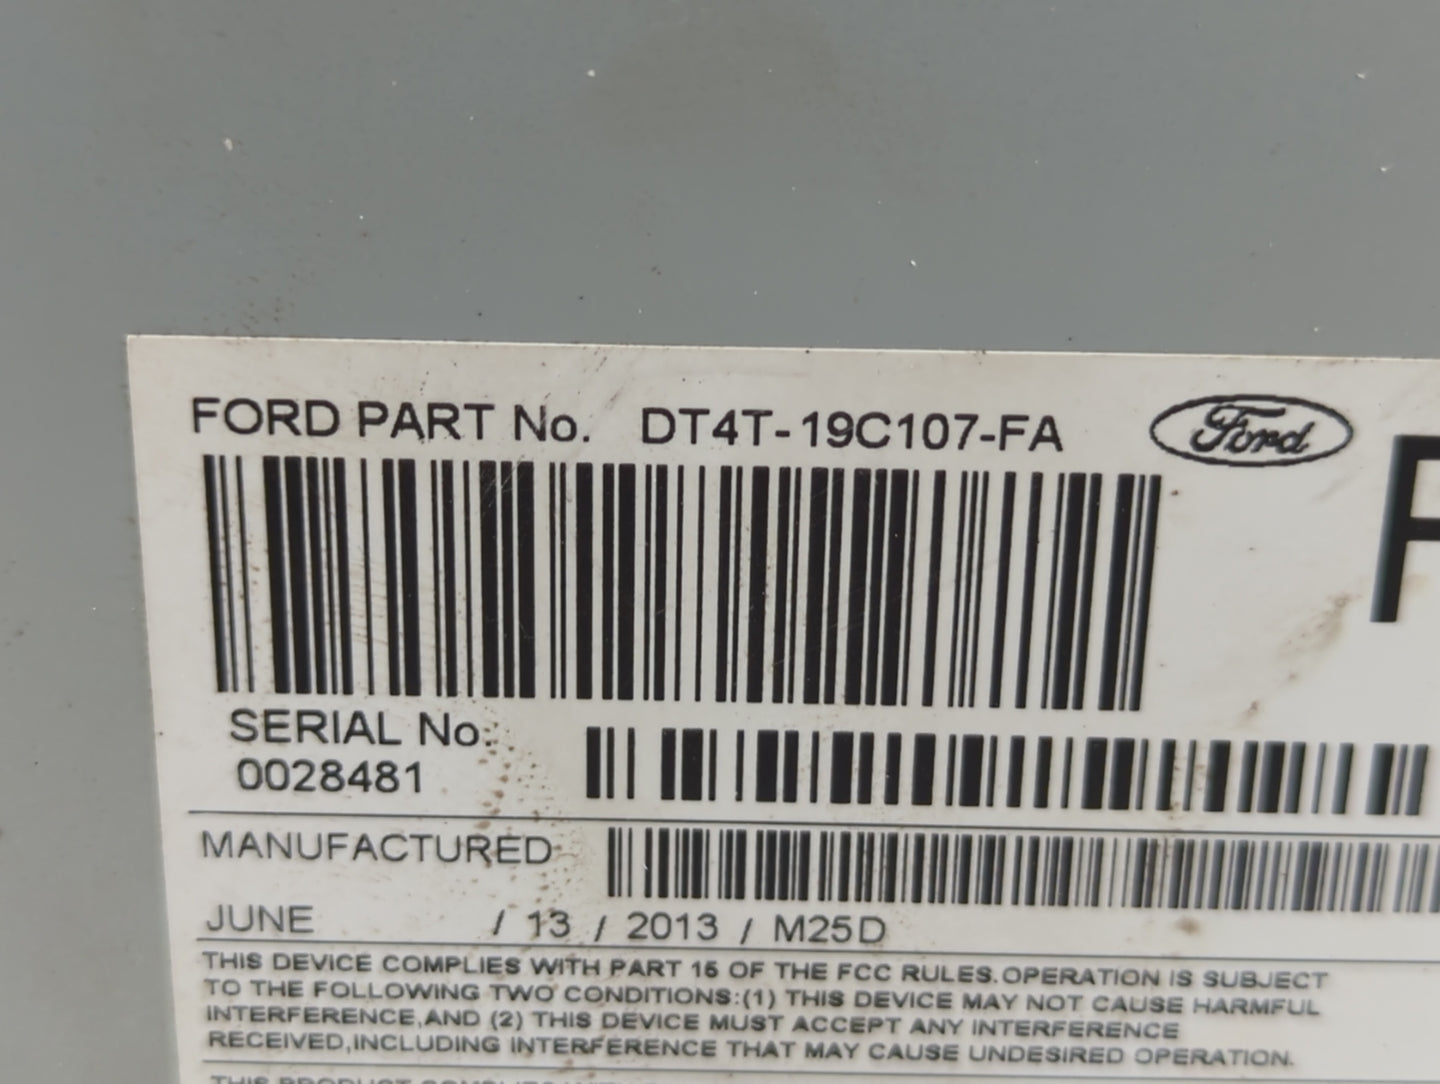 FORD PART No. DT4T-19C107-FA Ford
F
SERIAL No.
0028481
MANUFACTURED
JUNE / 13 / 2013 / M25D
THIS DEVICE COMPLIES WITH PART 15 OF THE FCC RULES.OPERATION IS SUBJECT
TO THE FOLLOWING TWO CONDITIONS:(1) THIS DEVICE MAY NOT CAUSE HARMFUL
INTERFERENCE,AND (2) THIS DEVICE MUST ACCEPT ANY INTERFERENCE
RECEIVED,INCLUDING INTERFERENCE THAT MAY CAUSE UNDESIRED OPERATION.
THIS PRODUCT